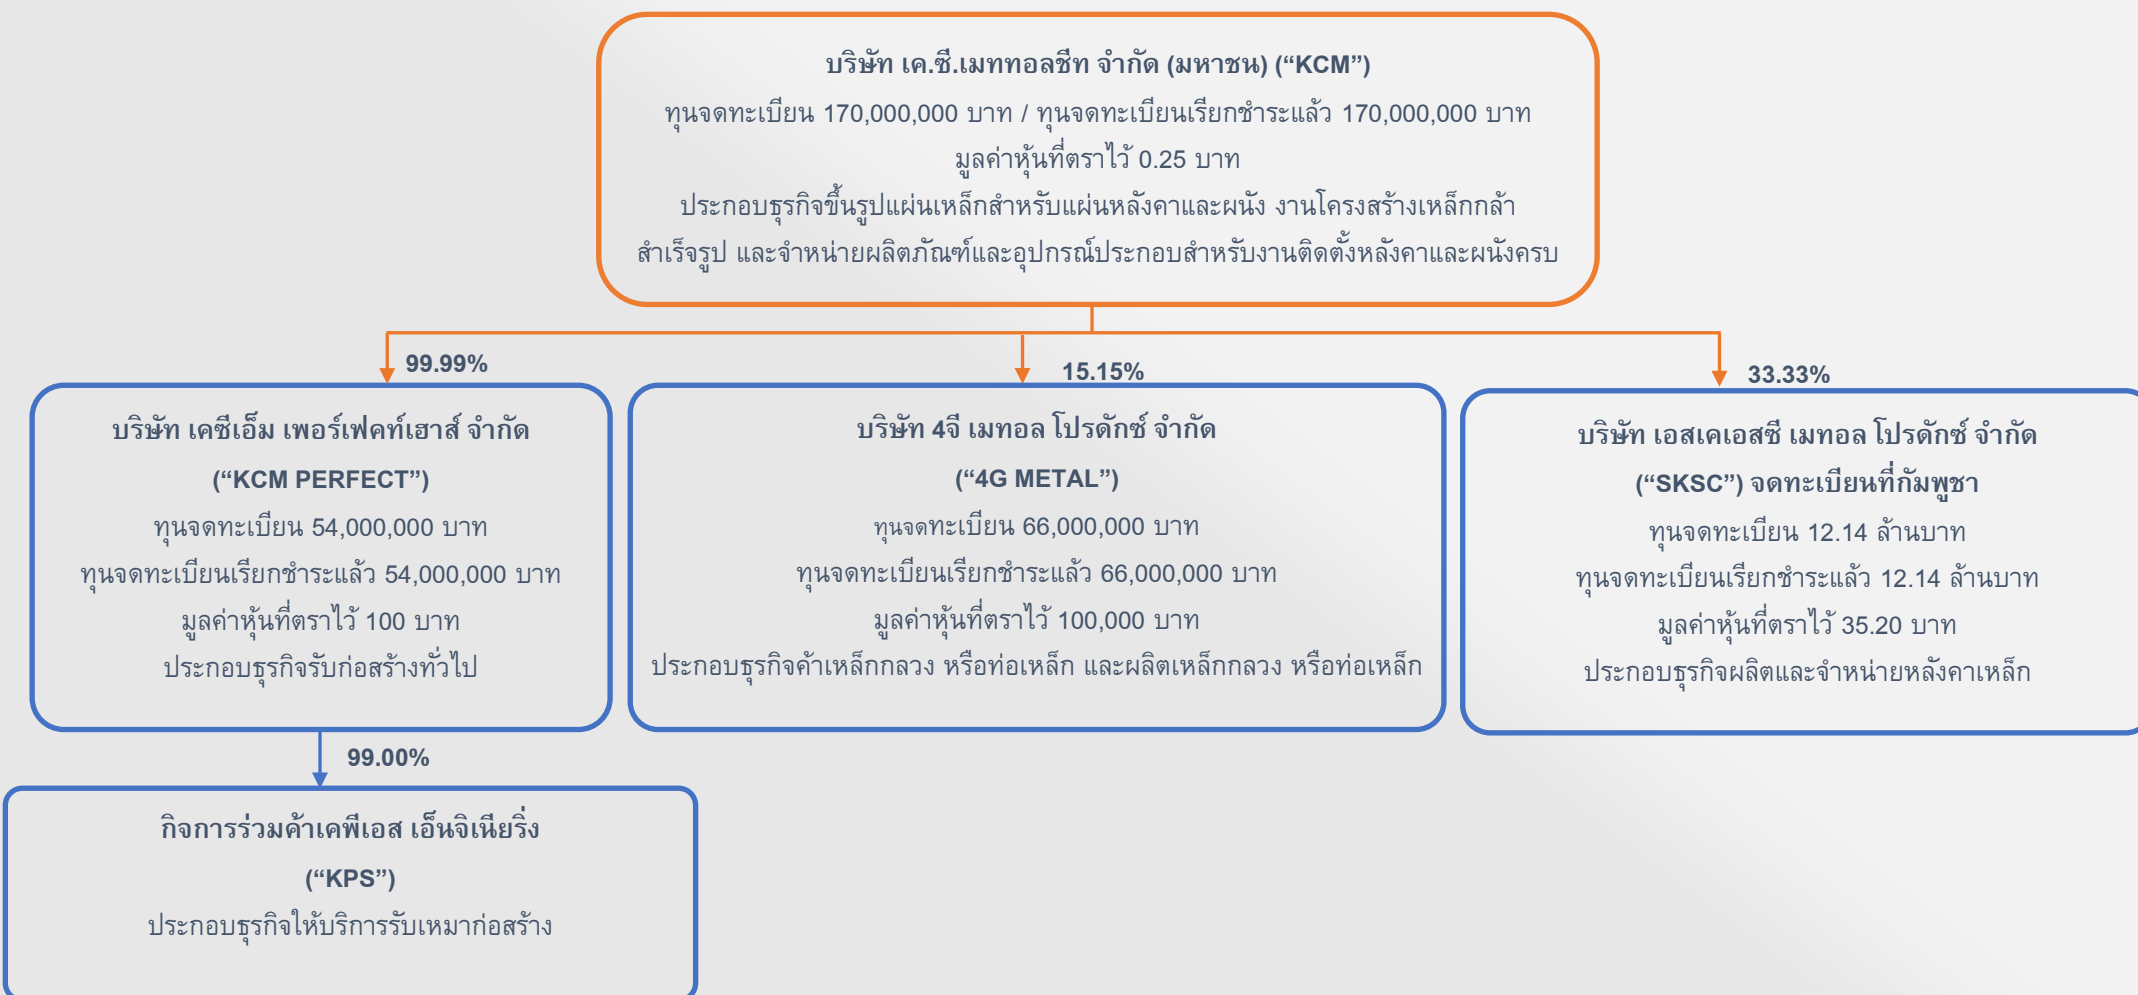 บริษัท เค.ซี.เมททอลชีท จำกัด (มหาชน) (“KCM”)
ทุนจดทะเบียน 170,000,000 บาท / ทุนจดทะเบียนเรียกชำระแล้ว 170,000,000 บาท
มูลค่าหุ้นที่ตราไว้ 0.25 บาท
ประกอบธุรกิจขึ้นรูปแผ่นเหล็กสำหรับแผ่นหลังคาและผนัง งานโครงสร้างเหล็กกล้า
สำเร็จรูป และจำหน่ายผลิตภัณฑ์และอุปกรณ์ประกอบสำหรับงานติดตั้งหลังคาและผนังครบ
99.99%
15.15%
33.33%
บริษัท เคซีเอ็ม เพอร์เฟคท์เฮาส์ จำกัด
(“KCM PERFECT”)
ทุนจดทะเบียน 54,000,000 บาท
ทุนจดทะเบียนเรียกชำระแล้ว 54,000,000 บาท
มูลค่าหุ้นที่ตราไว้ 100 บาท
ประกอบธุรกิจรับก่อสร้างทั่วไป
บริษัท 4จี เมทอล โปรดักซ์ จำกัด
(“4G METAL”)
ทุนจดทะเบียน 66,000,000 บาท
ทุนจดทะเบียนเรียกชำระแล้ว 66,000,000 บาท
มูลค่าหุ้นที่ตราไว้ 100,000 บาท
ประกอบธุรกิจค้าเหล็กกลวง หรือท่อเหล็ก และผลิตเหล็กกลวง หรือท่อเหล็ก
บริษัท เอสเคเอสซี เมทอล โปรดักซ์ จำกัด
(“SKSC”) จดทะเบียนที่กัมพูชา
ทุนจดทะเบียน 12.14 ล้านบาท
ทุนจดทะเบียนเรียกชำระแล้ว 12.14 ล้านบาท
มูลค่าหุ้นที่ตราไว้ 35.20 บาท
ประกอบธุรกิจผลิตและจำหน่ายหลังคาเหล็ก
99.00%
กิจการร่วมค้าเคพีเอส เอ็นจิเนียริ่ง
(“KPS”)
ประกอบธุรกิจให้บริการรับเหมาก่อสร้าง